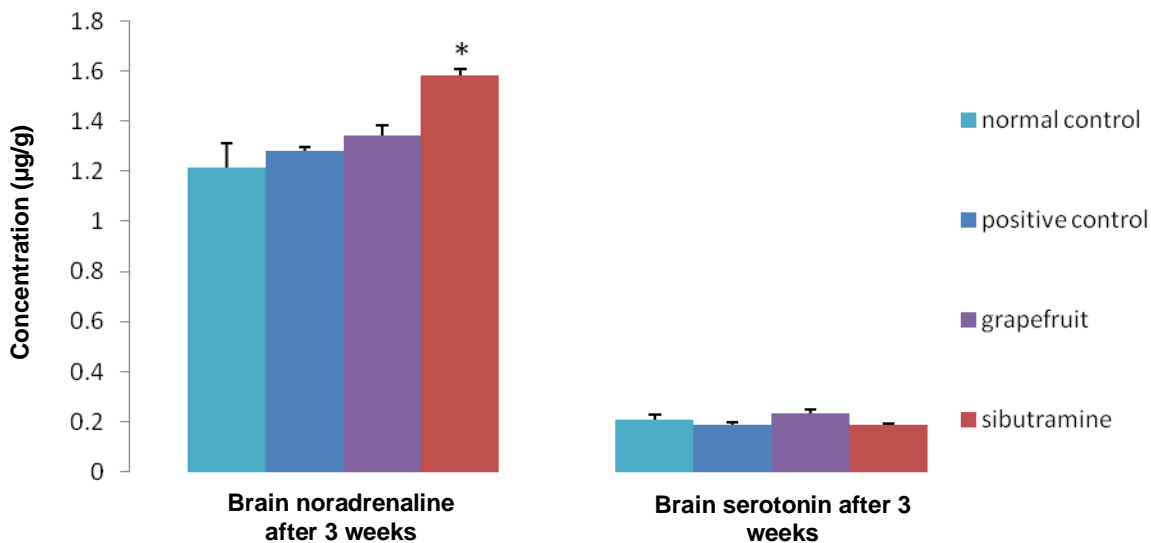 Concentration (µg/g)
1.8
1.6
1.4
1.2
1
0.8
0.6
0.4
0.2
0
*
Brain noradrenaline
after 3 weeks
Brain serotonin after 3
weeks
normal control
positive control
grapefruit
sibutramine